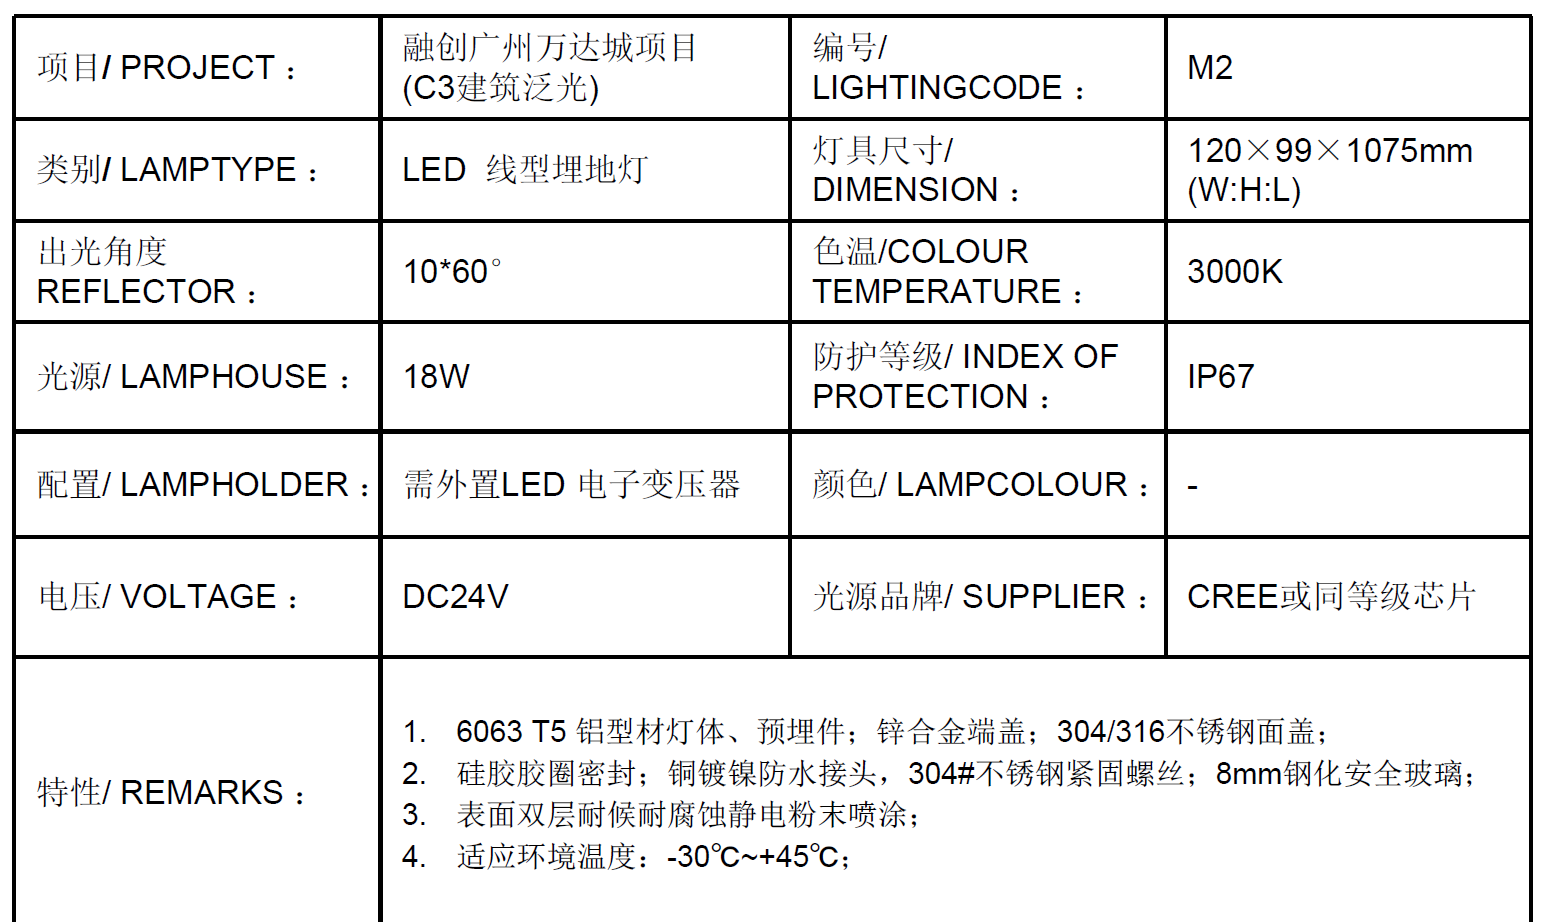 项目/ PROJECT：
融创广州万达城项目
(C3建筑泛光)
编号/
LIGHTINGCODE：
M2
类别/ LAMPTYPE：
LED 线型埋地灯
灯具尺寸/
DIMENSION：
120×99×1075mm
(W:H:L)
出光角度
REFLECTOR：
10*60°
色温/COLOUR
TEMPERATURE：
3000K
光源/ LAMPHOUSE：
18W
防护等级/ INDEX OF
PROTECTION：
IP67
配置/ LAMPHOLDER：
需外置LED 电子变压器
颜色/ LAMPCOLOUR：
-
电压/ VOLTAGE：
DC24V
光源品牌/ SUPPLIER：
CREE或同等级芯片
特性/ REMARKS：
1. 6063 T5 铝型材灯体、预埋件；锌合金端盖；304/316不锈钢面盖；
2. 硅胶胶圈密封；铜镀镍防水接头，304#不锈钢紧固螺丝；8mm钢化安全玻璃；
3. 表面双层耐候耐腐蚀静电粉末喷涂；
4. 适应环境温度：-30℃~+45℃；